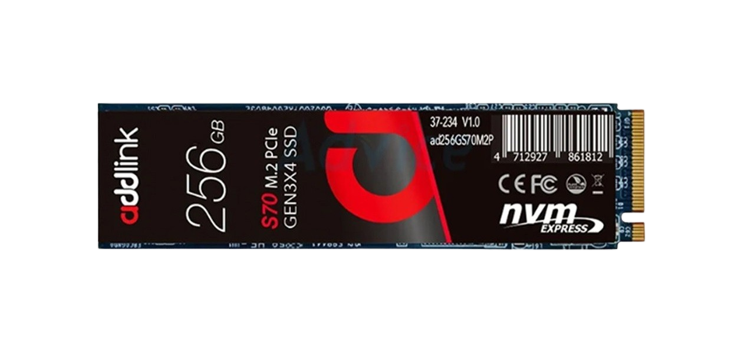 addlink
256GB
S70 M.2 PCIe
GEN3X4 SSD
Advice
37-234 V1.0
ad256GS70M2P
4 712927 861812
CE FC
nvm
EXPRESS